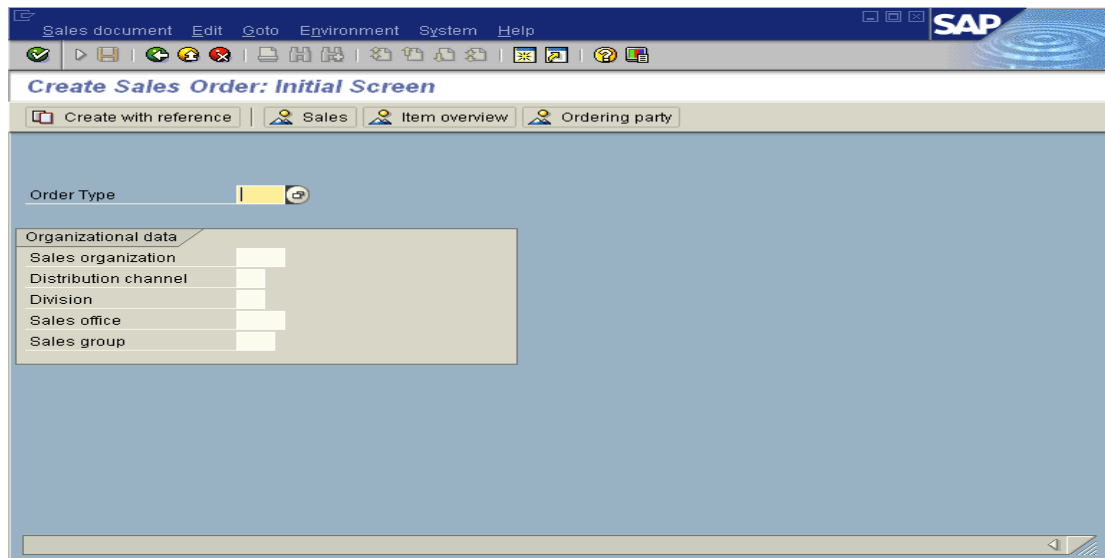 Sales document Edit Goto Environment System Help
SAP
Create Sales Order: Initial Screen
Create with reference Sales Item overview Ordering party
Order Type
Organizational data
Sales organization
Distribution channel
Division
Sales office
Sales group